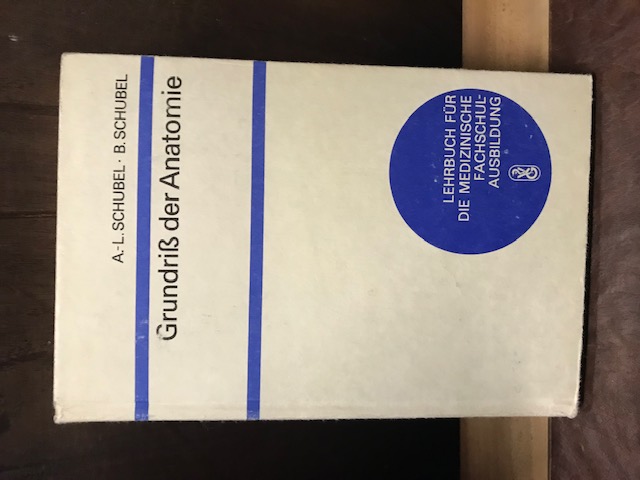 A.-L. SCHUBEL · B. SCHUBEL
Grundriß der Anatomie
LEHRBUCH FÜR
DIE MEDIZINISCHE
FACHSCHUL-
AUSBILDUNG